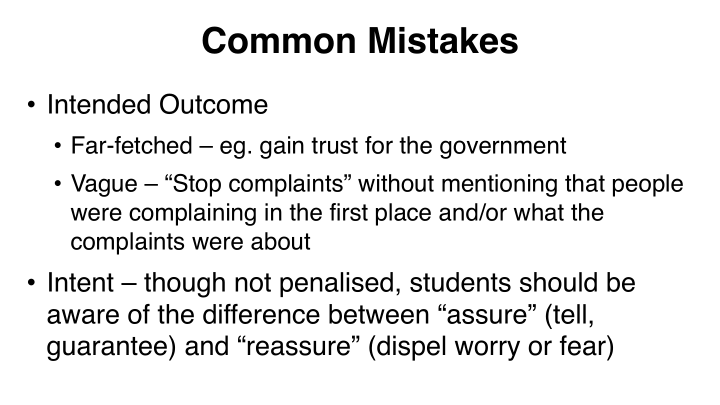 Common Mistakes
• Intended Outcome
• Far-fetched – eg. gain trust for the government
• Vague – “Stop complaints” without mentioning that people
were complaining in the first place and/or what the
complaints were about
• Intent – though not penalised, students should be
aware of the difference between “assure” (tell,
guarantee) and “reassure” (dispel worry or fear)